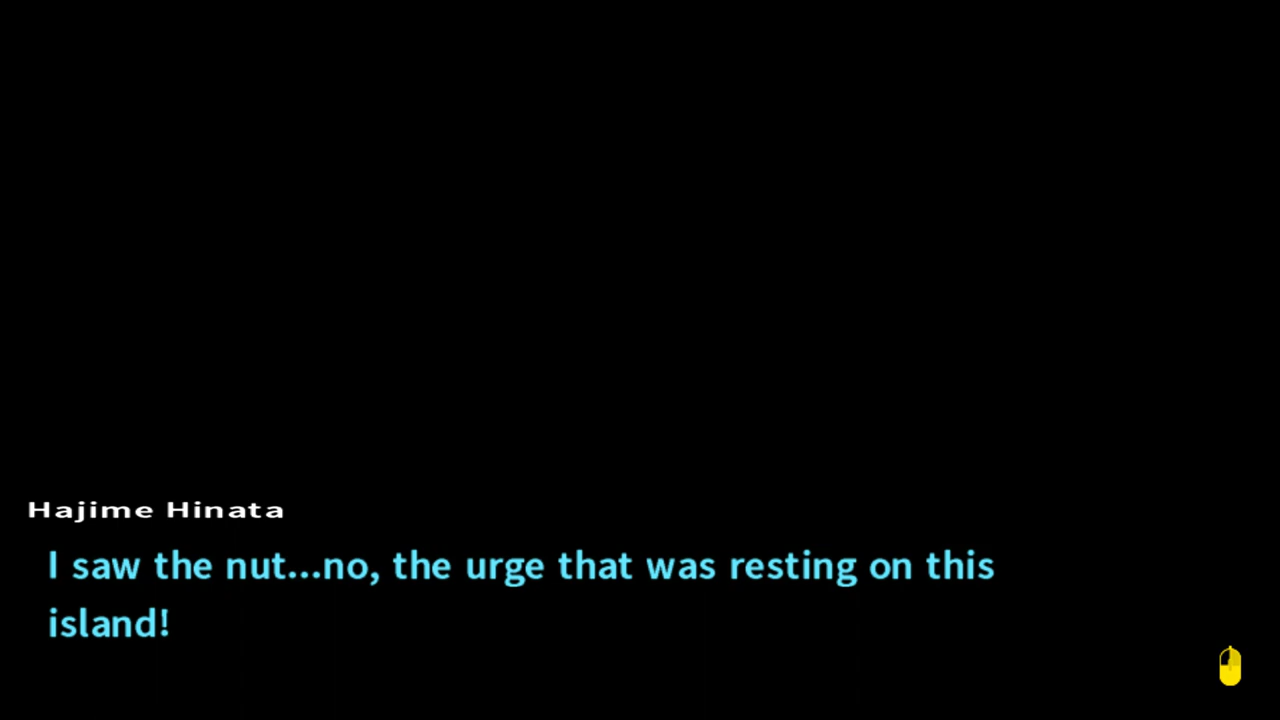 Hajime Hinata
I saw the nut...no, the urge that was resting on this
island!